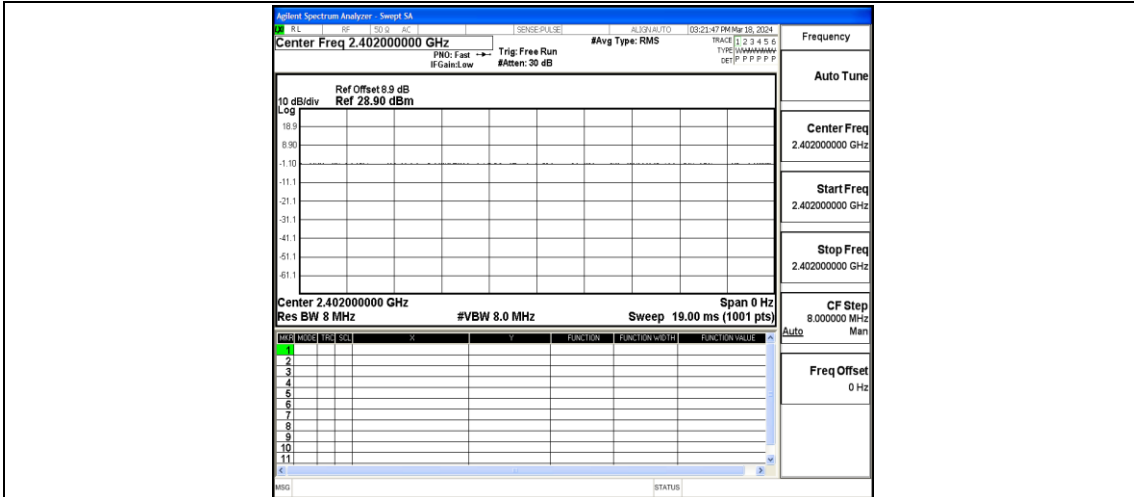 Agilent Spectrum Analyzer - Swept SA
RL RF 50 Ω AC SENSE:PULSE ALIGN AUTO 03:21:47 PM Mar 18, 2024
Center Freq 2.402000000 GHz #Avg Type: RMS TRACE 1 2 3 4 5 6
PNO: Fast Trig: Free Run TYPE
IFGain:Low #Atten: 30 dB DET P P P P P P
Ref Offset 8.9 dB
10 dB/div Ref 28.90 dBm
Log
18.9
8.90
-1.10
-11.1
-21.1
-31.1
-41.1
-51.1
-61.1
Center 2.402000000 GHz Span 0 Hz
Res BW 8 MHz #VBW 8.0 MHz Sweep 19.00 ms (1001 pts)
MKR MODE TRC SCL X Y FUNCTION FUNCTION WIDTH FUNCTION VALUE
1
2
3
4
5
6
7
8
9
10
11
MSG STATUS
Frequency
Auto Tune
Center Freq
2.402000000 GHz
Start Freq
2.402000000 GHz
Stop Freq
2.402000000 GHz
CF Step
8.000000 MHz
Auto Man
Freq Offset
0 Hz